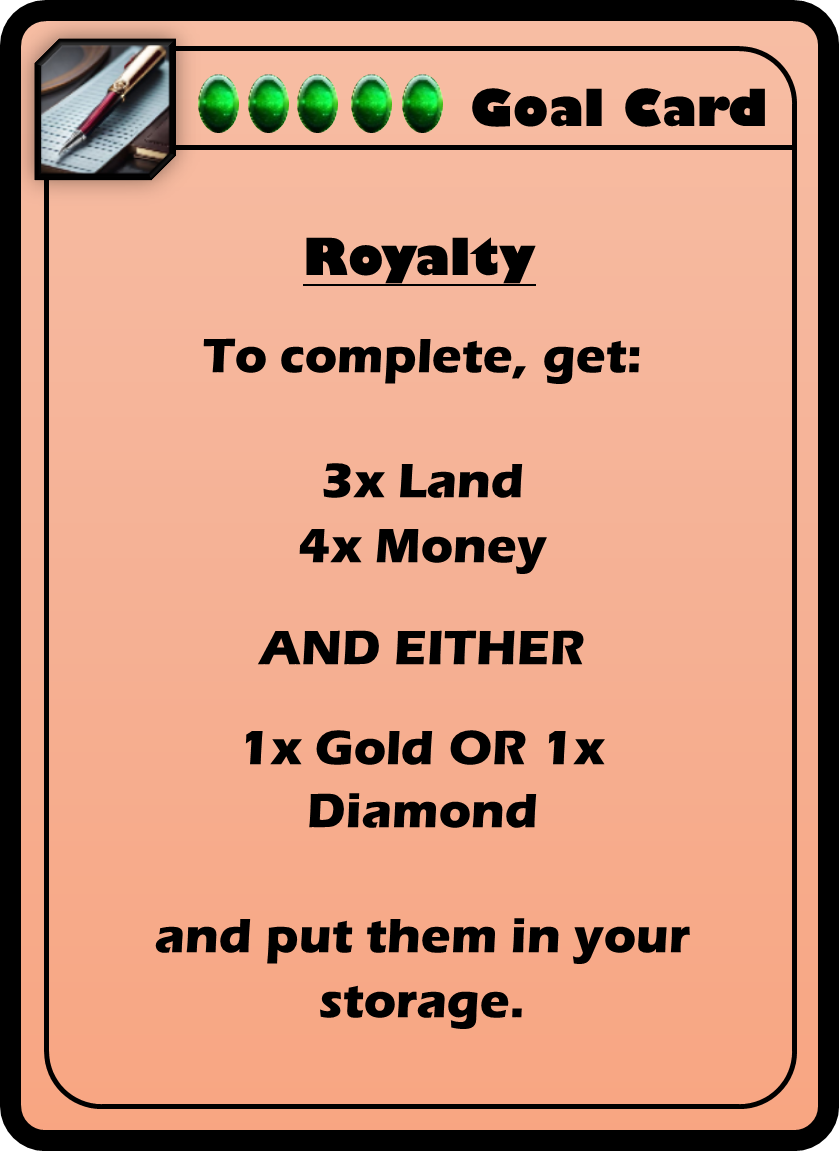 Goal Card
Royalty
To complete, get:
3x Land
4x Money
AND EITHER
1x Gold OR 1x
Diamond
and put them in your
storage.